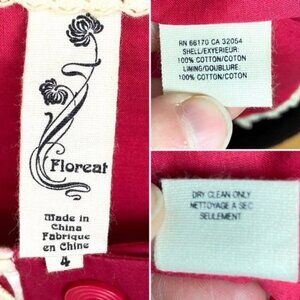 Floreat
Made in
China
Fabriqué
en Chine
4
RN 66170 CA 32054
SHELL/EXTERIEUR:
100% COTTON/COTON
LINING/DOUBLURE
100% COTTON/COTON
DRY CLEAN ONLY
NETTOYAGE A SEC
SEULEMENT